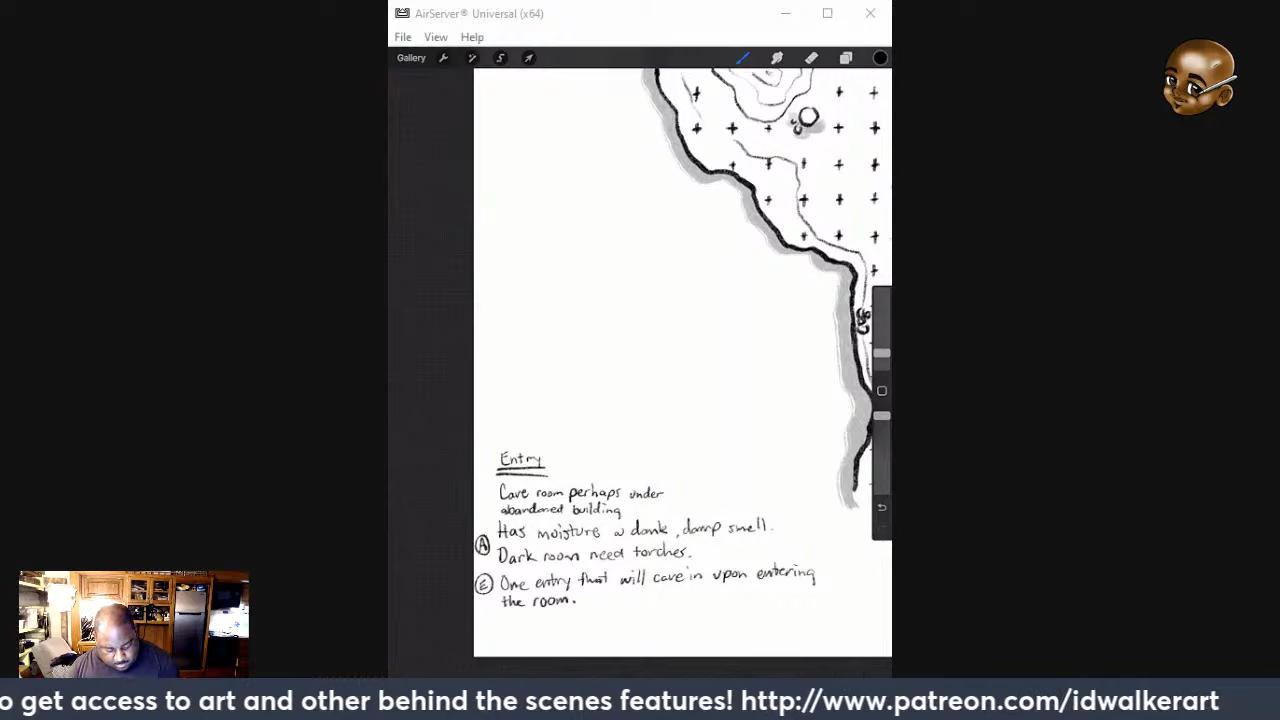 AirServer® Universal (x64)
File View Help
Gallery
Entry
Cave room perhaps under
abandoned building
Has moisture w dank, damp smell.
A
Dark room need torches.
E One entry that will cave in upon entering
the room.
o get access to art and other behind the scenes features! http://www.patreon.com/idwalkerart